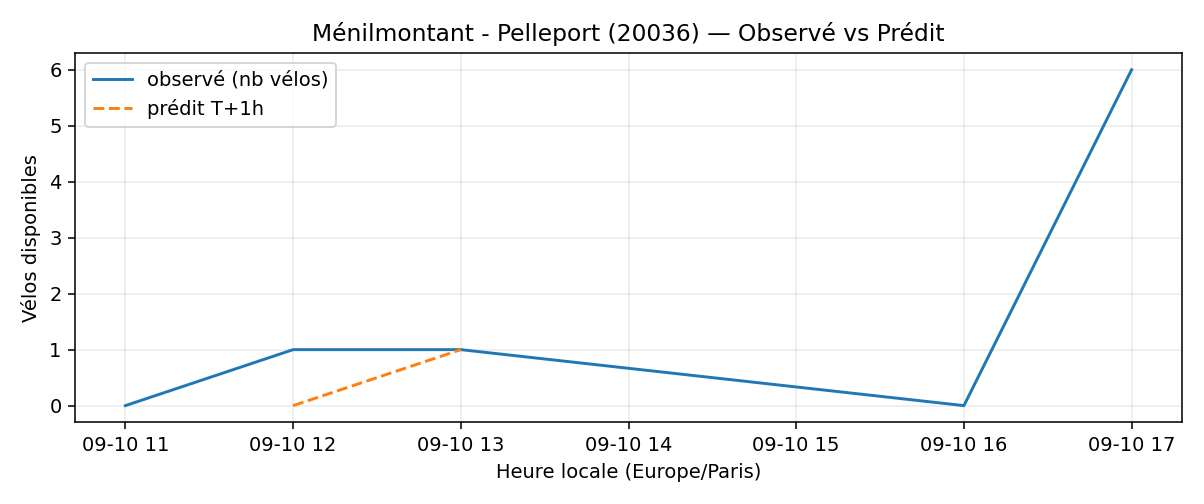 Ménilmontant - Pelleport (20036) — Observé vs Prédit
observé (nb vélos)
prédit T+1h
Vélos disponibles
6
5
4
3
2
1
0
09-10 11
09-10 12
09-10 13
09-10 14
09-10 15
09-10 16
09-10 17
Heure locale (Europe/Paris)